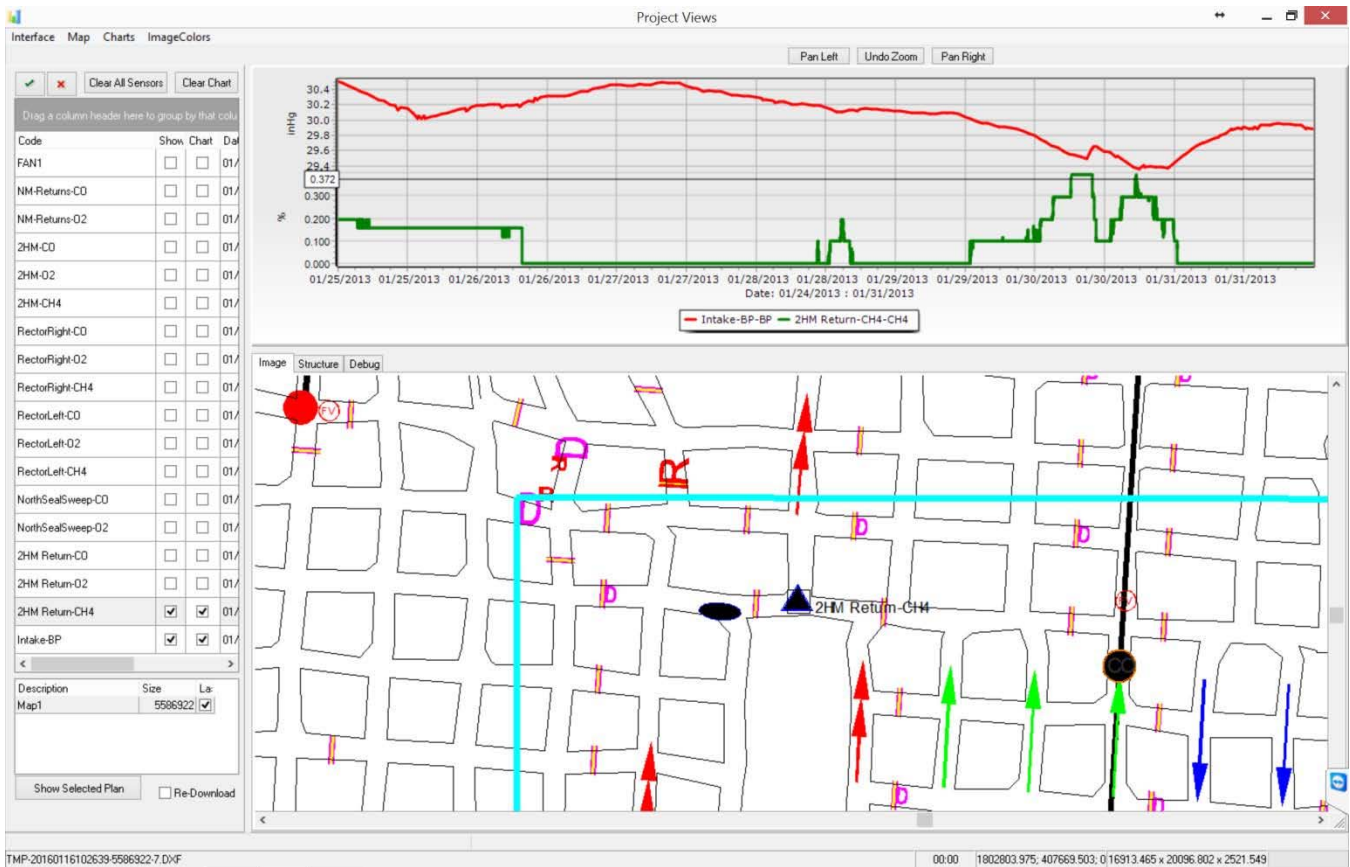 Project Views
Interface Map Charts ImageColors
Pan Left Undo Zoom Pan Right
Clear All Sensors Clear Chart
Drag a column header here to group by that colu
Code Show Chart Dat
FAN1 01/
NM-Returns-CO 01/
NM-Returns-O2 01/
2HM-CO 01/
2HM-O2 01/
2HM-CH4 01/
RectorRight-CO 01/
RectorRight-O2 01/
RectorRight-CH4 01/
RectorLeft-CO 01/
RectorLeft-O2 01/
RectorLeft-CH4 01/
NorthSealSweep-CO 01/
NorthSealSweep-O2 01/
2HM Return-CO 01/
2HM Return-O2 01/
2HM Return-CH4 01/
Intake-BP 01/
Description Size La:
Map1 5586922
Show Selected Plan Re-Download
inHg
30.4
30.2
30.0
29.8
29.6
29.4
0.372
%
0.300
0.200
0.100
0.000
01/25/2013 01/25/2013 01/26/2013 01/26/2013 01/27/2013 01/27/2013 01/28/2013 01/28/2013 01/29/2013 01/29/2013 01/30/2013 01/30/2013 01/31/2013 01/31/2013
Date: 01/24/2013 : 01/31/2013
Intake-BP-BP 2HM Return-CH4-CH4
Image Structure Debug
D
FV
D
R
R
R
D
D
D
D
2HM Return-CH4
D
CO
D
D
TMP-20160116102639-5586922-7.DXF 00:00 1802803.975; 407669.503; 0 16913.465 x 20096.802 x 2521.549